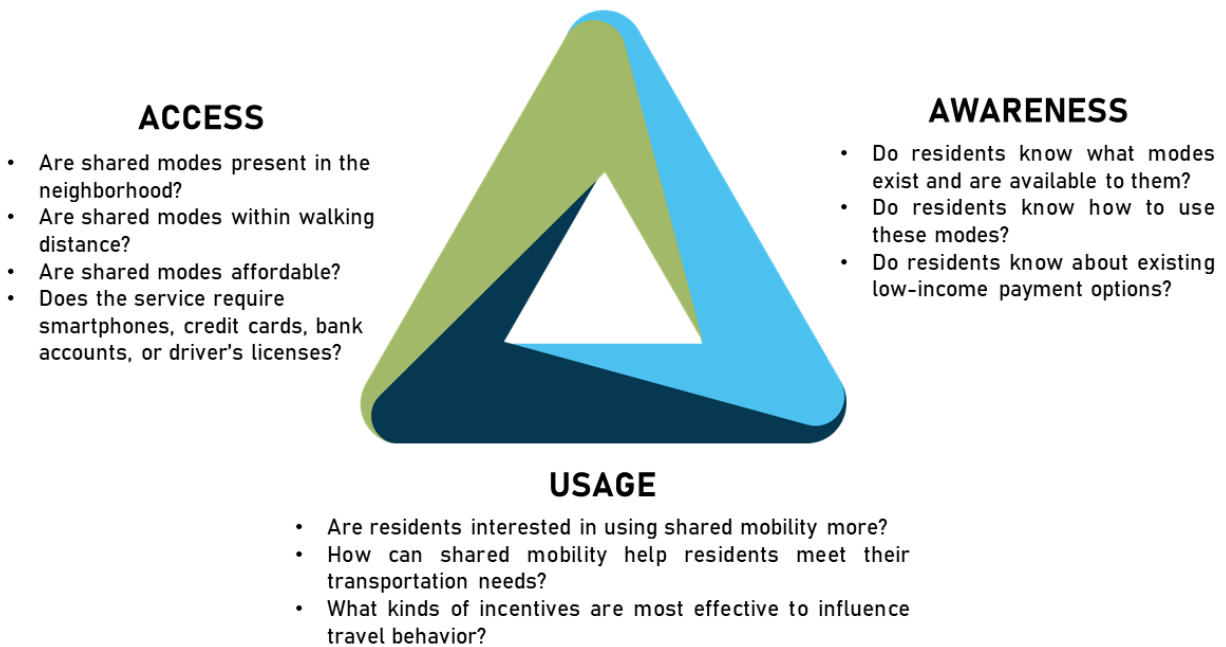 ACCESS
• Are shared modes present in the
neighborhood?
• Are shared modes within walking
distance?
• Are shared modes affordable?
• Does the service require
smartphones, credit cards, bank
accounts, or driver's licenses?
AWARENESS
• Do residents know what modes
exist and are available to them?
• Do residents know how to use
these modes?
• Do residents know about existing
low-income payment options?
USAGE
• Are residents interested in using shared mobility more?
• How can shared mobility help residents meet their
transportation needs?
• What kinds of incentives are most effective to influence
travel behavior?